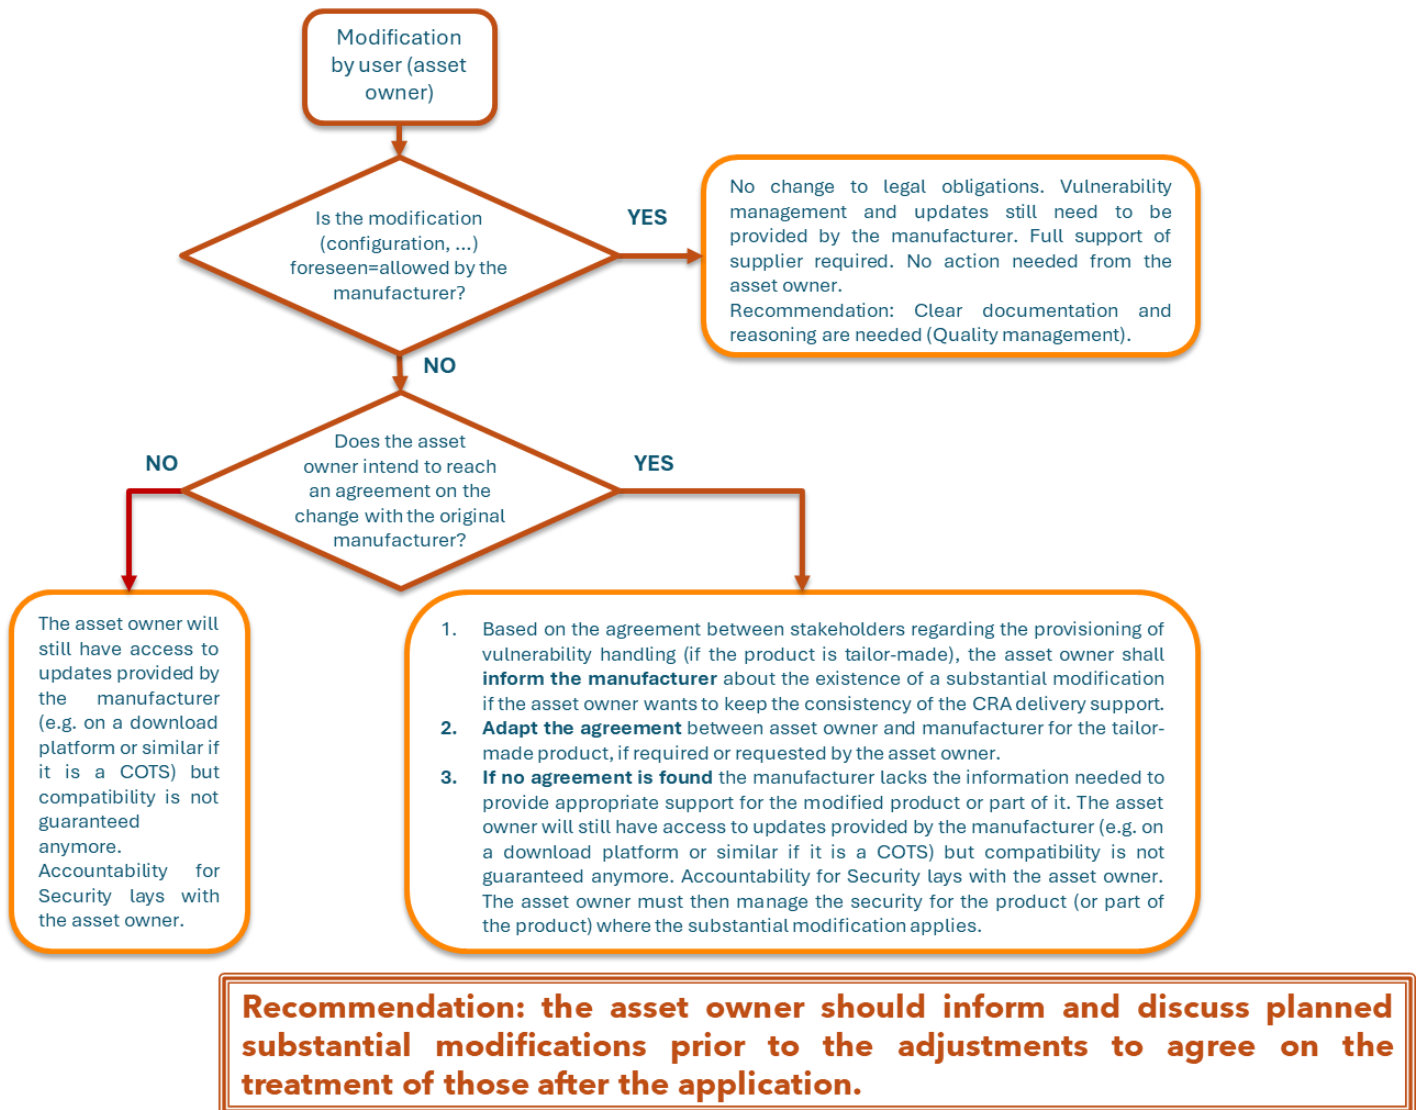 Modification
by user (asset
owner)
Is the modification
(configuration, ...)
foreseen=allowed by the
manufacturer?
YES
No change to legal obligations. Vulnerability
management and updates still need to be
provided by the manufacturer. Full support of
supplier required. No action needed from the
asset owner.
Recommendation: Clear documentation and
reasoning are needed (Quality management).
NO
Does the asset
owner intend to reach
an agreement on the
change with the original
manufacturer?
NO
YES
The asset owner will
still have access to
updates provided by
the manufacturer
(e.g. on a download
platform or similar if
it is a COTS) but
compatibility is not
guaranteed
anymore.
Accountability for
Security lays with
the asset owner.
1. Based on the agreement between stakeholders regarding the provisioning of
vulnerability handling (if the product is tailor-made), the asset owner shall
inform the manufacturer about the existence of a substantial modification
if the asset owner wants to keep the consistency of the CRA delivery support.
2. Adapt the agreement between asset owner and manufacturer for the tailor-
made product, if required or requested by the asset owner.
3. If no agreement is found the manufacturer lacks the information needed to
provide appropriate support for the modified product or part of it. The asset
owner will still have access to updates provided by the manufacturer (e.g. on
a download platform or similar if it is a COTS) but compatibility is not
guaranteed anymore. Accountability for Security lays with the asset owner.
The asset owner must then manage the security for the product (or part of
the product) where the substantial modification applies.
Recommendation: the asset owner should inform and discuss planned
substantial modifications prior to the adjustments to agree on the
treatment of those after the application.